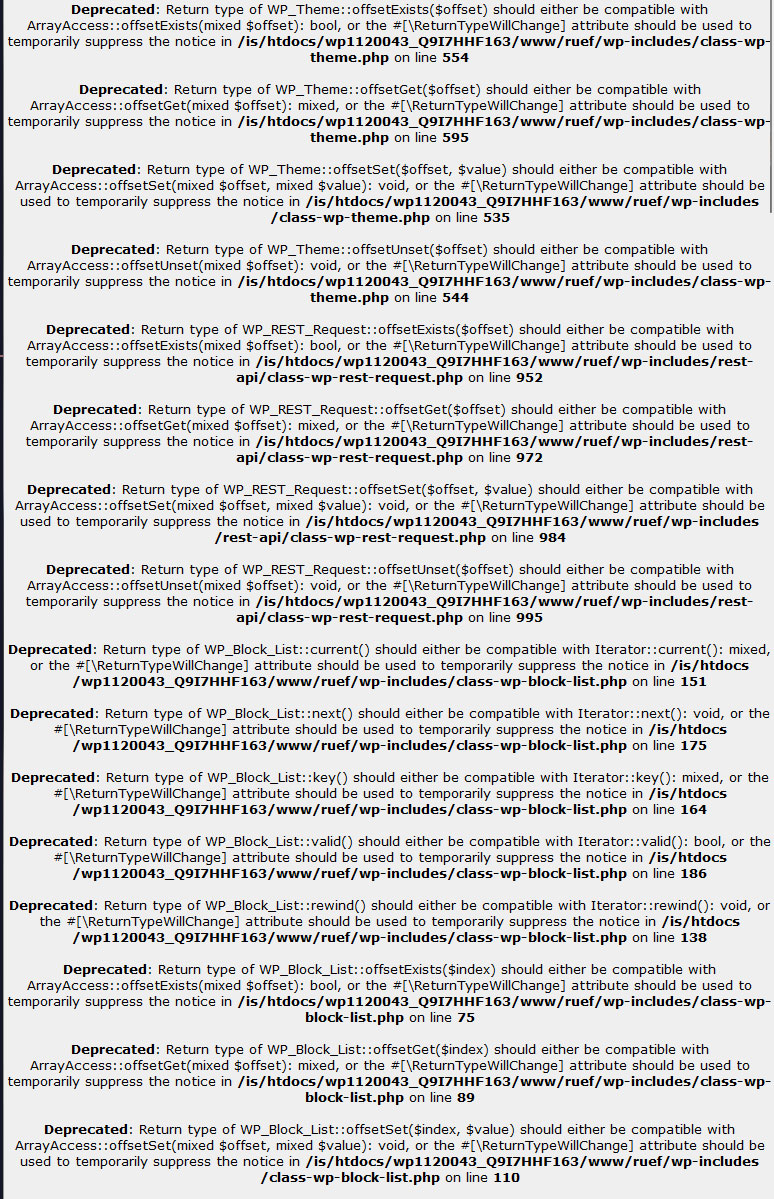 Deprecated: Return type of WP_Theme::offsetExists($offset) should either be compatible with
ArrayAccess::offsetExists(mixed $offset): bool, or the #[\ReturnTypeWillChange] attribute should be used to
temporarily suppress the notice in /is/htdocs/wp1120043_Q9I7HHF163/www/ruef/wp-includes/class-wp-
theme.php on line 554
Deprecated: Return type of WP_Theme::offsetGet($offset) should either be compatible with
ArrayAccess::offsetGet(mixed $offset): mixed, or the #[\ReturnTypeWillChange] attribute should be used to
temporarily suppress the notice in /is/htdocs/wp1120043_Q9I7HHF163/www/ruef/wp-includes/class-wp-
theme.php on line 595
Deprecated: Return type of WP_Theme::offsetSet($offset, $value) should either be compatible with
ArrayAccess::offsetSet(mixed $offset, mixed $value): void, or the #[\ReturnTypeWillChange] attribute should be
used to temporarily suppress the notice in /is/htdocs/wp1120043_Q9I7HHF163/www/ruef/wp-includes
/class-wp-theme.php on line 535
Deprecated: Return type of WP_Theme::offsetUnset($offset) should either be compatible with
ArrayAccess::offsetUnset(mixed $offset): void, or the #[\ReturnTypeWillChange] attribute should be used to
temporarily suppress the notice in /is/htdocs/wp1120043_Q9I7HHF163/www/ruef/wp-includes/class-wp-
theme.php on line 544
Deprecated: Return type of WP_REST_Request::offsetExists($offset) should either be compatible with
ArrayAccess::offsetExists(mixed $offset): bool, or the #[\ReturnTypeWillChange] attribute should be used to
temporarily suppress the notice in /is/htdocs/wp1120043_Q9I7HHF163/www/ruef/wp-includes/rest-
api/class-wp-rest-request.php on line 952
Deprecated: Return type of WP_REST_Request::offsetGet($offset) should either be compatible with
ArrayAccess::offsetGet(mixed $offset): mixed, or the #[\ReturnTypeWillChange] attribute should be used to
temporarily suppress the notice in /is/htdocs/wp1120043_Q9I7HHF163/www/ruef/wp-includes/rest-
api/class-wp-rest-request.php on line 972
Deprecated: Return type of WP_REST_Request::offsetSet($offset, $value) should either be compatible with
ArrayAccess::offsetSet(mixed $offset, mixed $value): void, or the #[\ReturnTypeWillChange] attribute should be
used to temporarily suppress the notice in /is/htdocs/wp1120043_Q9I7HHF163/www/ruef/wp-includes
/rest-api/class-wp-rest-request.php on line 984
Deprecated: Return type of WP_REST_Request::offsetUnset($offset) should either be compatible with
ArrayAccess::offsetUnset(mixed $offset): void, or the #[\ReturnTypeWillChange] attribute should be used to
temporarily suppress the notice in /is/htdocs/wp1120043_Q9I7HHF163/www/ruef/wp-includes/rest-
api/class-wp-rest-request.php on line 995
Deprecated: Return type of WP_Block_List::current() should either be compatible with Iterator::current(): mixed,
or the #[\ReturnTypeWillChange] attribute should be used to temporarily suppress the notice in /is/htdocs
/wp1120043_Q9I7HHF163/www/ruef/wp-includes/class-wp-block-list.php on line 151
Deprecated: Return type of WP_Block_List::next() should either be compatible with Iterator::next(): void, or the
#[\ReturnTypeWillChange] attribute should be used to temporarily suppress the notice in /is/htdocs
/wp1120043_Q9I7HHF163/www/ruef/wp-includes/class-wp-block-list.php on line 175
Deprecated: Return type of WP_Block_List::key() should either be compatible with Iterator::key(): mixed, or the
#[\ReturnTypeWillChange] attribute should be used to temporarily suppress the notice in /is/htdocs
/wp1120043_Q9I7HHF163/www/ruef/wp-includes/class-wp-block-list.php on line 164
Deprecated: Return type of WP_Block_List::valid() should either be compatible with Iterator::valid(): bool, or the
#[\ReturnTypeWillChange] attribute should be used to temporarily suppress the notice in /is/htdocs
/wp1120043_Q9I7HHF163/www/ruef/wp-includes/class-wp-block-list.php on line 186
Deprecated: Return type of WP_Block_List::rewind() should either be compatible with Iterator::rewind(): void, or
the #[\ReturnTypeWillChange] attribute should be used to temporarily suppress the notice in /is/htdocs
/wp1120043_Q9I7HHF163/www/ruef/wp-includes/class-wp-block-list.php on line 138
Deprecated: Return type of WP_Block_List::offsetExists($index) should either be compatible with
ArrayAccess::offsetExists(mixed $offset): bool, or the #[\ReturnTypeWillChange] attribute should be used to
temporarily suppress the notice in /is/htdocs/wp1120043_Q9I7HHF163/www/ruef/wp-includes/class-wp-
block-list.php on line 75
Deprecated: Return type of WP_Block_List::offsetGet($index) should either be compatible with
ArrayAccess::offsetGet(mixed $offset): mixed, or the #[\ReturnTypeWillChange] attribute should be used to
temporarily suppress the notice in /is/htdocs/wp1120043_Q9I7HHF163/www/ruef/wp-includes/class-wp-
block-list.php on line 89
Deprecated: Return type of WP_Block_List::offsetSet($index, $value) should either be compatible with
ArrayAccess::offsetSet(mixed $offset, mixed $value): void, or the #[\ReturnTypeWillChange] attribute should be
used to temporarily suppress the notice in /is/htdocs/wp1120043_Q9I7HHF163/www/ruef/wp-includes
/class-wp-block-list.php on line 110